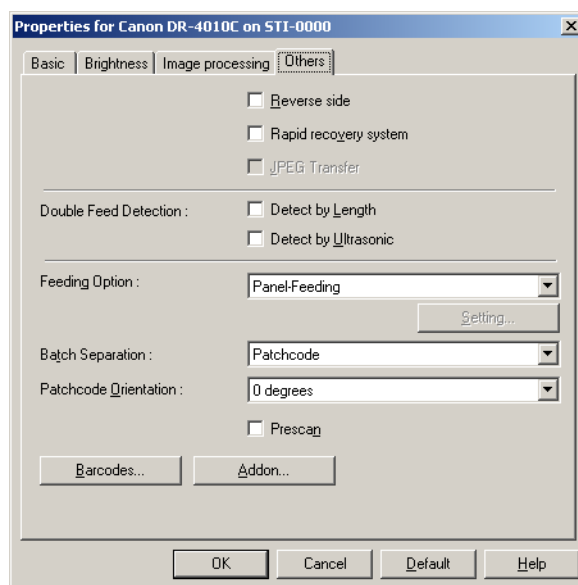 Properties for Canon DR-4010C on STI-0000
Basic Brightness Image processing Others
Reverse side
Rapid recovery system
JPEG Transfer
Double Feed Detection : Detect by Length
Detect by Ultrasonic
Feeding Option : Panel-Feeding
Setting...
Batch Separation : Patchcode
Patchcode Orientation : 0 degrees
Prescan
Barcodes... Addon...
OK Cancel Default Help